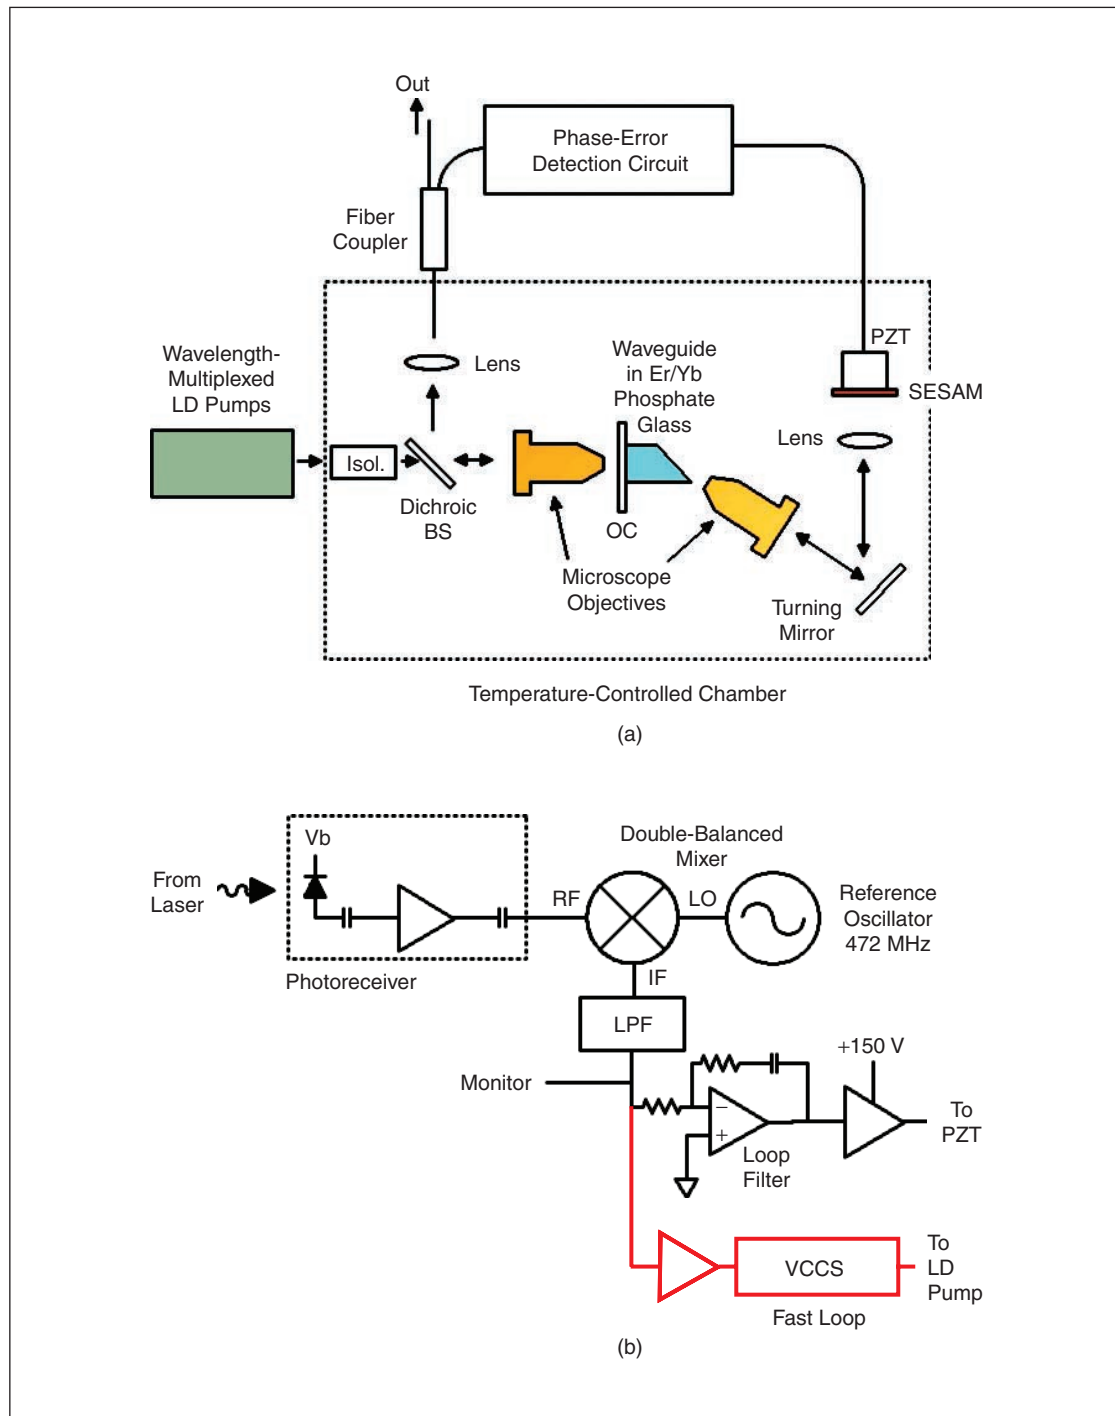 Out
Phase-Error
Detection Circuit
Fiber
Coupler
PZT
Wavelength-
Multiplexed
LD Pumps
Lens
Waveguide
in Er/Yb
Phosphate
Glass
SESAM
Lens
Isol.
Dichroic
BS
OC
Microscope
Objectives
Turning
Mirror
Temperature-Controlled Chamber
(a)
Vb
Double-Balanced
Mixer
From
Laser
RF
LO
Reference
Oscillator
472 MHz
Photoreceiver
IF
LPF
+150 V
Monitor
−
+
To
PZT
Loop
Filter
VCCS
To
LD
Pump
Fast Loop
(b)